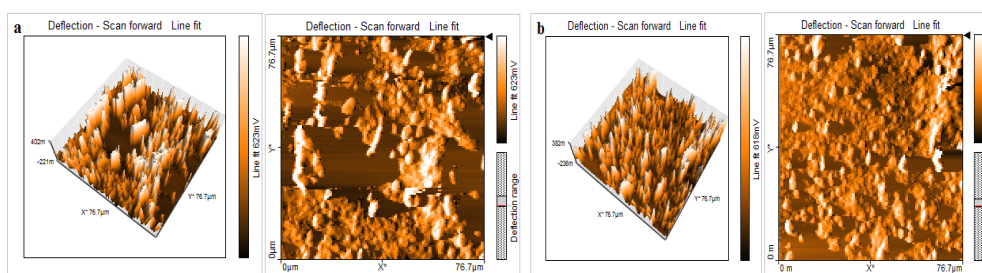 a
Deflection - Scan forward Line fit
402m
-221m
X* 76.7µm
Y* 76.7µm
Line fit 623mV
Deflection - Scan forward Line fit
76.7µm
Y*
0µm
0µm
X*
76.7µm
Line fit 623mV
Deflection range
b
Deflection - Scan forward Line fit
382m
-236m
X* 76.7µm
Y* 76.7µm
Line fit 618mV
Deflection - Scan forward Line fit
76.7µm
Y*
0 m
0 m
X*
76.7µm